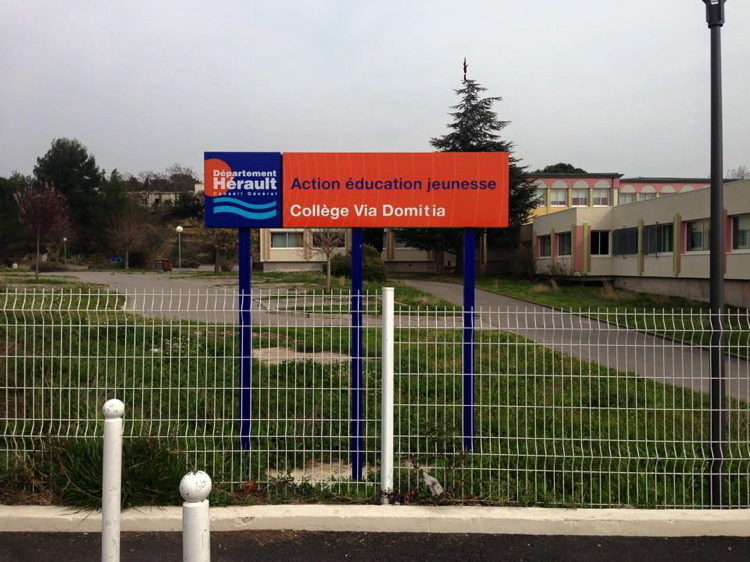 Département
Hérault
Conseil Général
Action éducation jeunesse
Collège Via Domitia